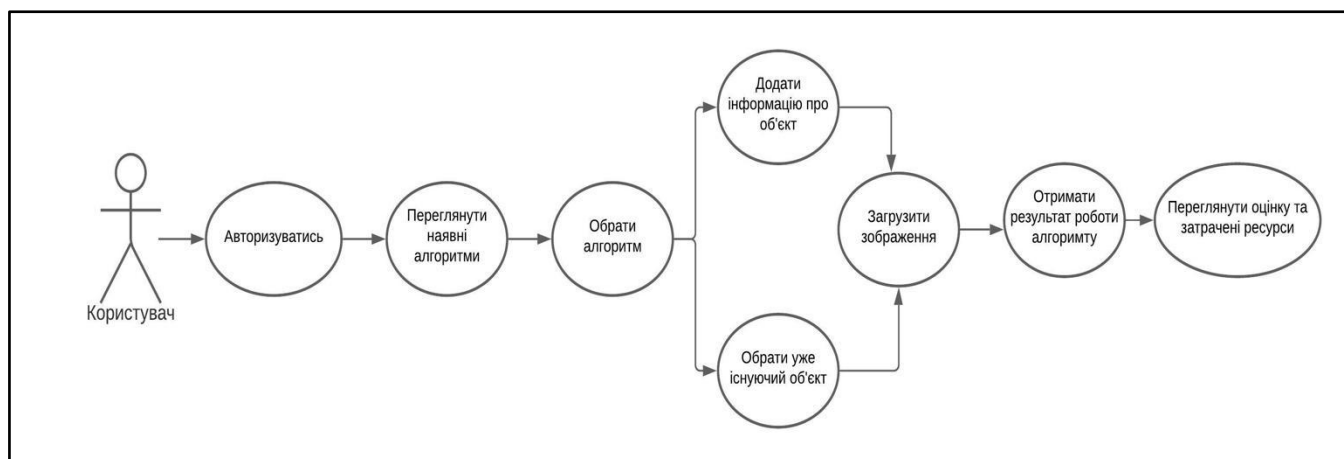 Користувач
Авторизуватись
Переглянути
наявні
алгоритми
Обрати
алгоритм
Додати
інформацію про
об'єкт
Обрати уже
існуючий об'єкт
Загрузити
зображення
Отримати
результат роботи
алгоримту
Переглянути оцінку та
затрачені ресурси